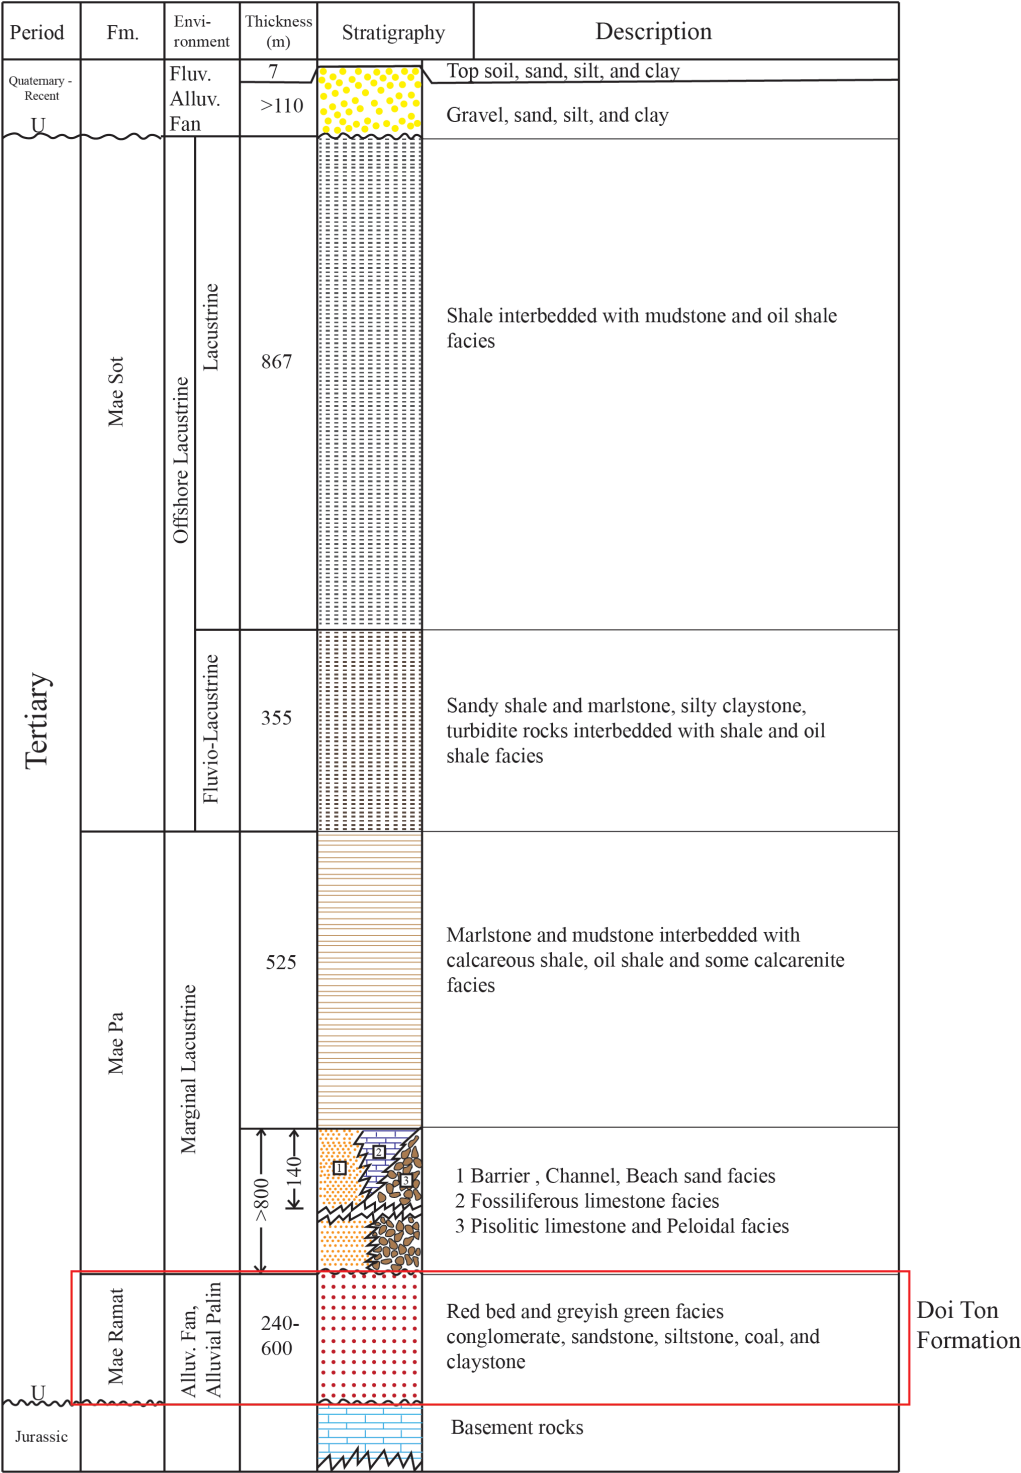 Period
Fm.
Envi-
ronment
Thickness
(m)
Stratigraphy
Description
Quaternary -
Recent
U
Fluv.
Alluv.
Fan
7
>110
Top soil, sand, silt, and clay
Gravel, sand, silt, and clay
Tertiary
Mae Sot
Offshore Lacustrine
Lacustrine
867
Shale interbedded with mudstone and oil shale
facies
Fluvio-Lacustrine
355
Sandy shale and marlstone, silty claystone,
turbidite rocks interbedded with shale and oil
shale facies
Mae Pa
Marginal Lacustrine
525
Marlstone and mudstone interbedded with
calcareous shale, oil shale and some calcarenite
facies
>800
140
1
2
3
1 Barrier , Channel, Beach sand facies
2 Fossiliferous limestone facies
3 Pisolitic limestone and Peloidal facies
Mae Ramat
Alluv. Fan,
Alluvial Palin
240-
600
Red bed and greyish green facies
conglomerate, sandstone, siltstone, coal, and
claystone
Doi Ton
Formation
U
Jurassic
Basement rocks